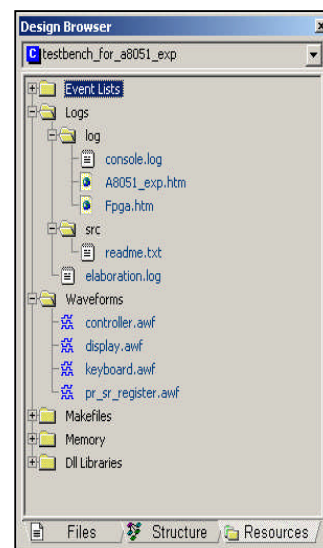 Design Browser
C testbench_for_a8051_exp
Event Lists
Logs
log
console.log
A8051_exp.htm
Fpga.htm
src
readme.txt
elaboration.log
Waveforms
controller.awf
display.awf
keyboard.awf
pr_sr_register.awf
Makefiles
Memory
Dll Libraries
Files Structure Resources